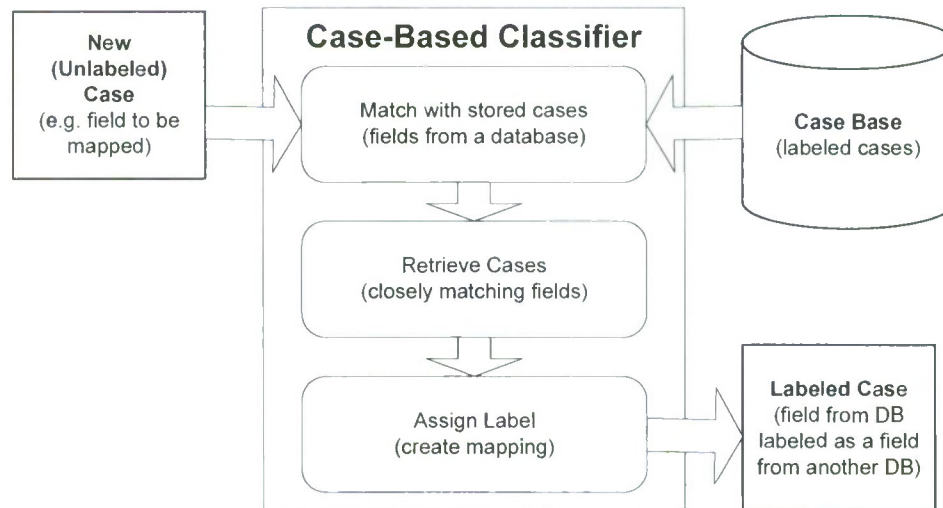 New
(Unlabeled)
Case
(e.g. field to be
mapped)
Case-Based Classifier
Match with stored cases
(fields from a database)
Case Base
(labeled cases)
Retrieve Cases
(closely matching fields)
Assign Label
(create mapping)
Labeled Case
(field from DB
labeled as a field
from another DB)